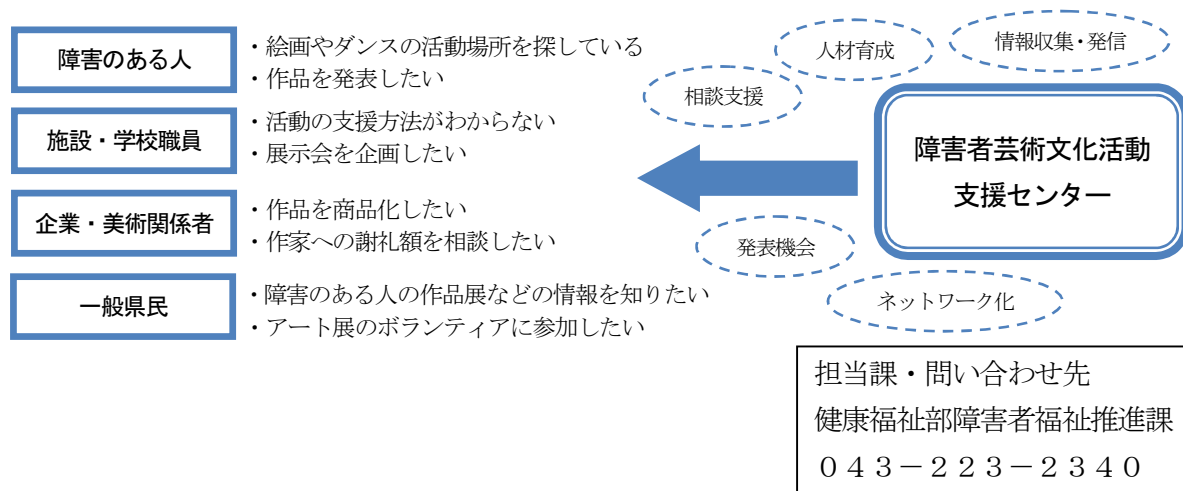 障害のある人
・絵画やダンスの活動場所を探している
・作品を発表したい
施設・学校職員
・活動の支援方法がわからない
・展示会を企画したい
企業・美術関係者
・作品を商品化したい
・作家への謝礼額を相談したい
一般県民
・障害のある人の作品展などの情報を知りたい
・アート展のボランティアに参加したい
人材育成
情報収集・発信
相談支援
障害者芸術文化活動
支援センター
発表機会
ネットワーク化
担当課・問い合わせ先
健康福祉部障害者福祉推進課
０４３－２２３－２３４０